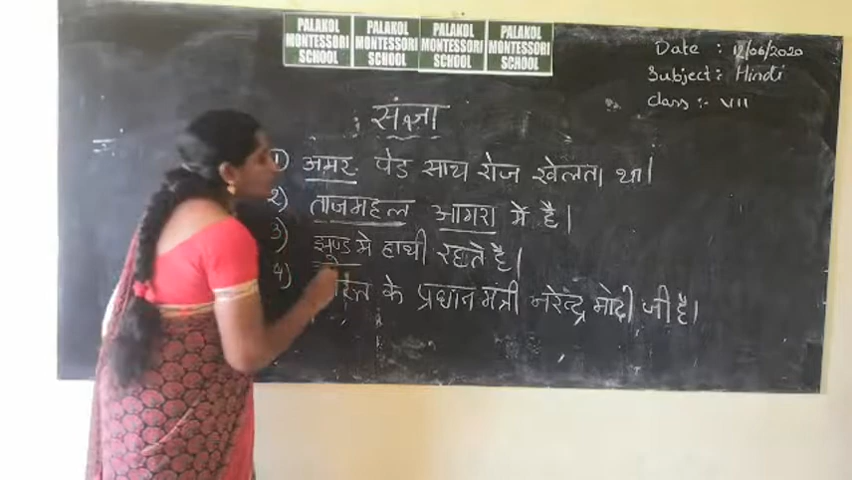 PALAKOL MONTESSORI SCHOOL PALAKOL MONTESSORI SCHOOL PALAKOL MONTESSORI SCHOOL PALAKOL MONTESSORI SCHOOL
Date : 12/06/2020
Subject: Hindi
class :- VII
संज्ञा
1) अमर पेड साथ रोज खेलता था।
2) ताजमहल आगरा में है।
3) झूण्ड मे हाथी रहते है।
4) के प्रधान मंत्री नरेन्द्र मोदी जी है।